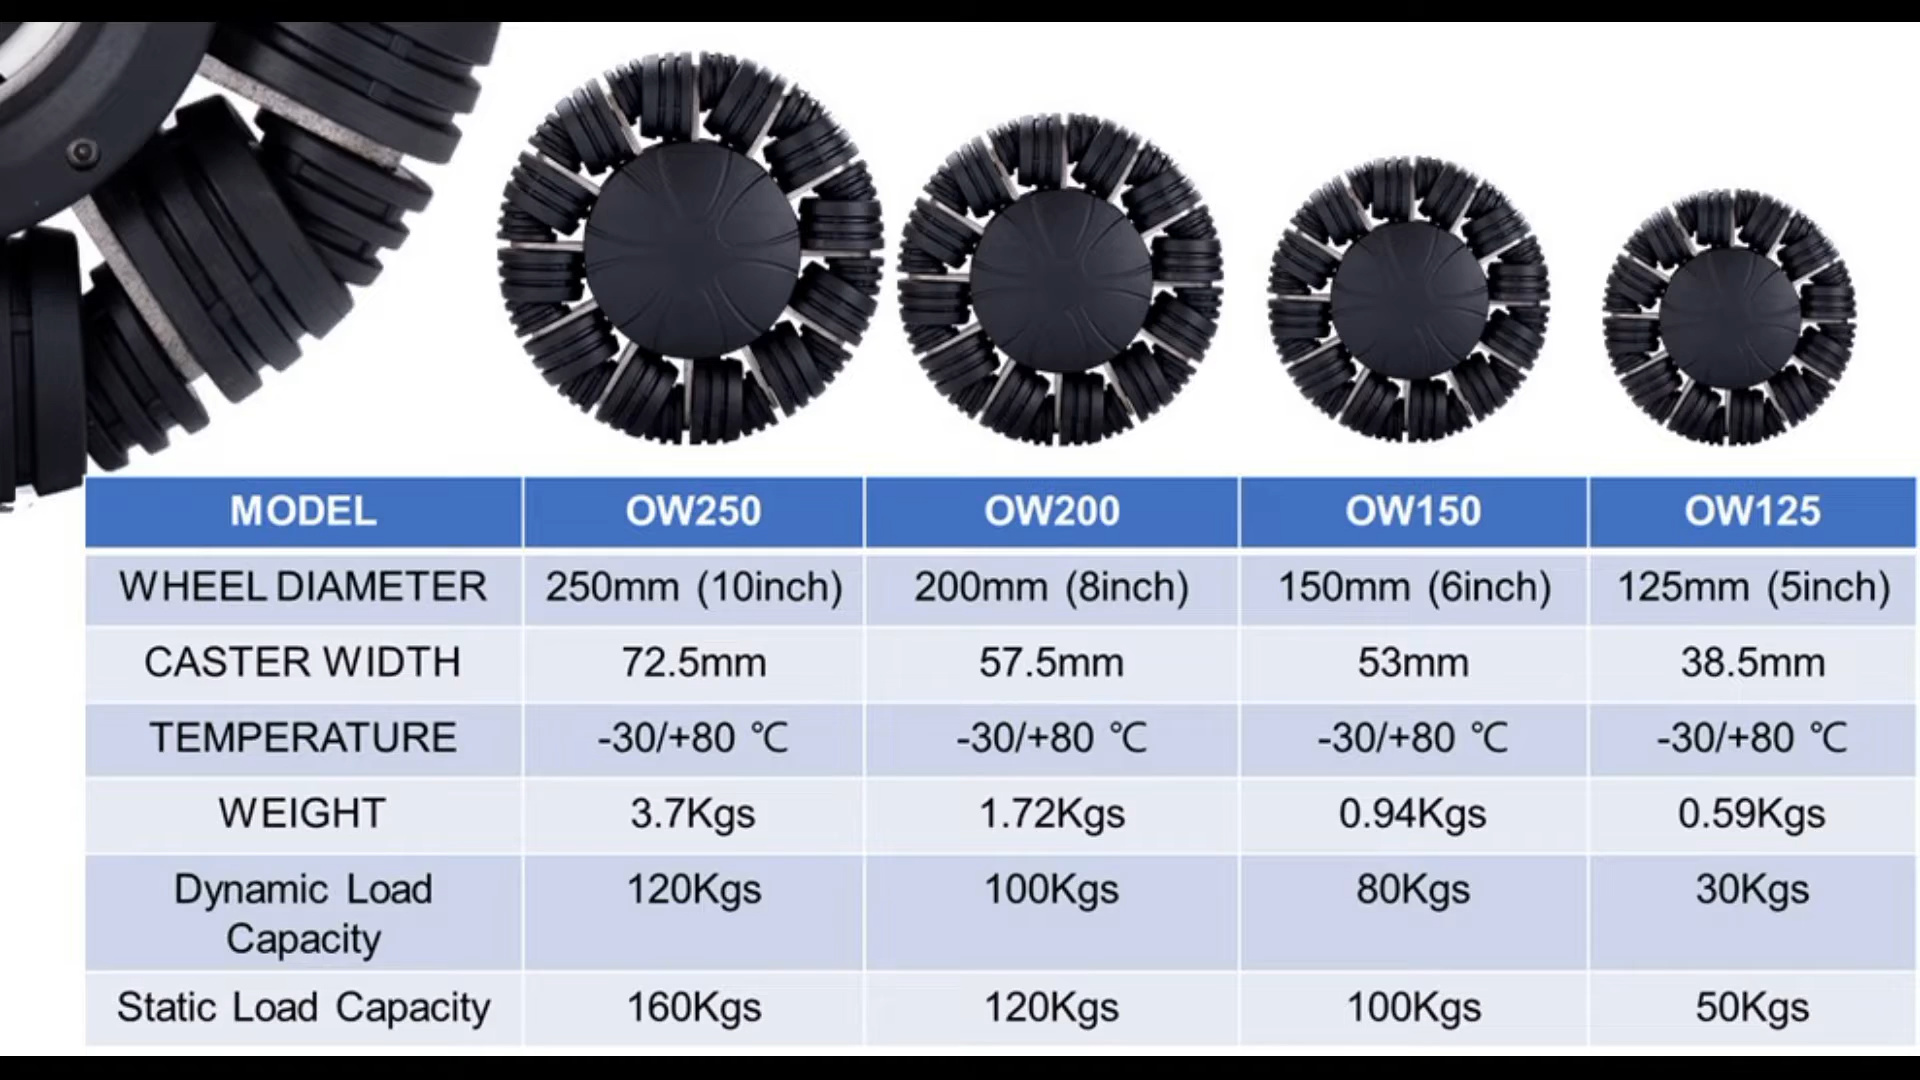 MODEL OW250 OW200 OW150 OW125
WHEEL DIAMETER 250mm (10inch) 200mm (8inch) 150mm (6inch) 125mm (5inch)
CASTER WIDTH 72.5mm 57.5mm 53mm 38.5mm
TEMPERATURE -30/+80 ℃ -30/+80 ℃ -30/+80 ℃ -30/+80 ℃
WEIGHT 3.7Kgs 1.72Kgs 0.94Kgs 0.59Kgs
Dynamic Load 120Kgs 100Kgs 80Kgs 30Kgs
Capacity
Static Load Capacity 160Kgs 120Kgs 100Kgs 50Kgs